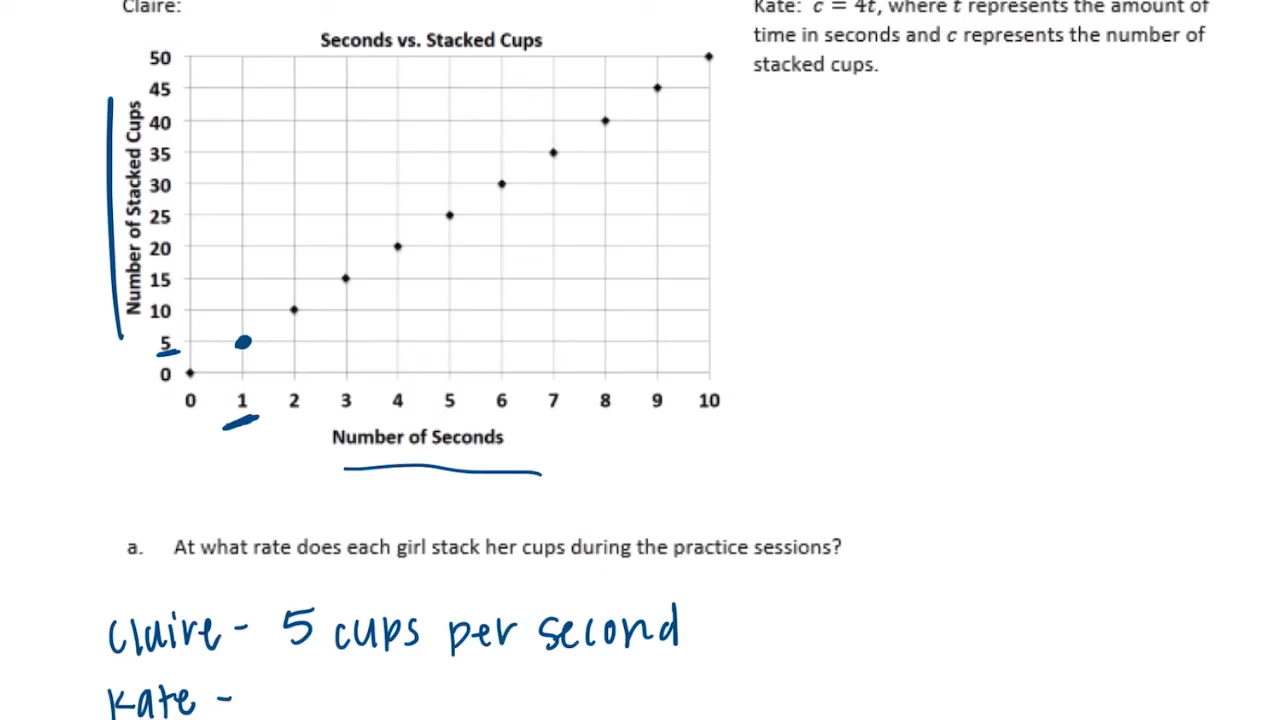 Claire:
Kate: c = 4t, where t represents the amount of
time in seconds and c represents the number of
stacked cups.
Seconds vs. Stacked Cups
Number of Stacked Cups
50
45
40
35
30
25
20
15
10
5
0
0 1 2 3 4 5 6 7 8 9 10
Number of Seconds
a. At what rate does each girl stack her cups during the practice sessions?
Claire - 5 cups per second
Kate -